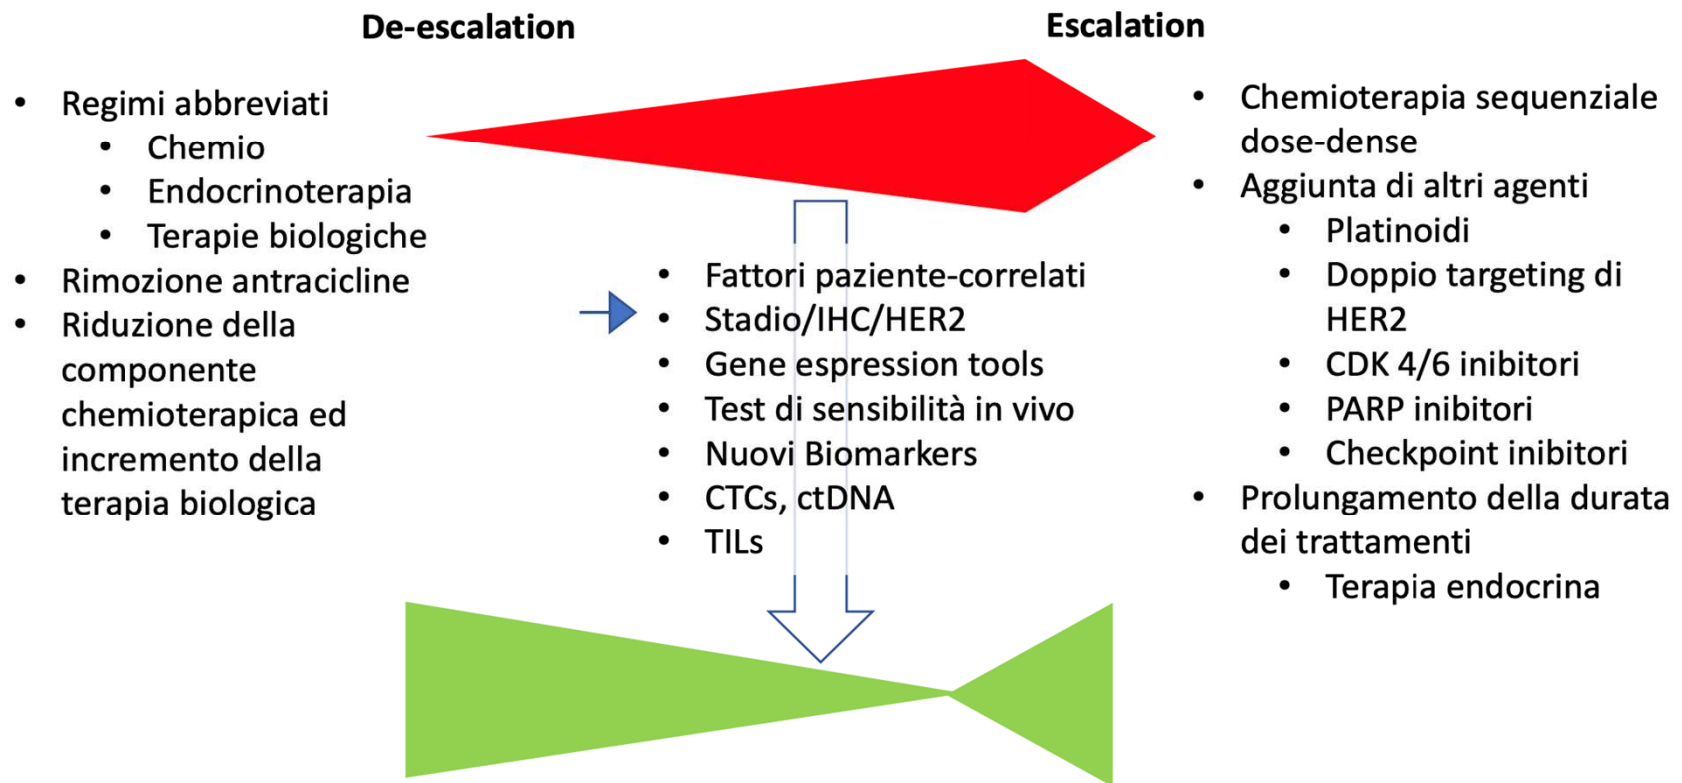 De-escalation
Escalation
• Regimi abbreviati
• Chemio
• Endocrinoterapia
• Terapie biologiche
• Rimozione antracicline
• Riduzione della
componente
chemioterapica ed
incremento della
terapia biologica
• Fattori paziente-correlati
• Stadio/IHC/HER2
• Gene espression tools
• Test di sensibilità in vivo
• Nuovi Biomarkers
• CTCs, ctDNA
• TILs
• Chemioterapia sequenziale
dose-dense
• Aggiunta di altri agenti
• Platinoidi
• Doppio targeting di
HER2
• CDK 4/6 inibitori
• PARP inibitori
• Checkpoint inibitori
• Prolungamento della durata
dei trattamenti
• Terapia endocrina